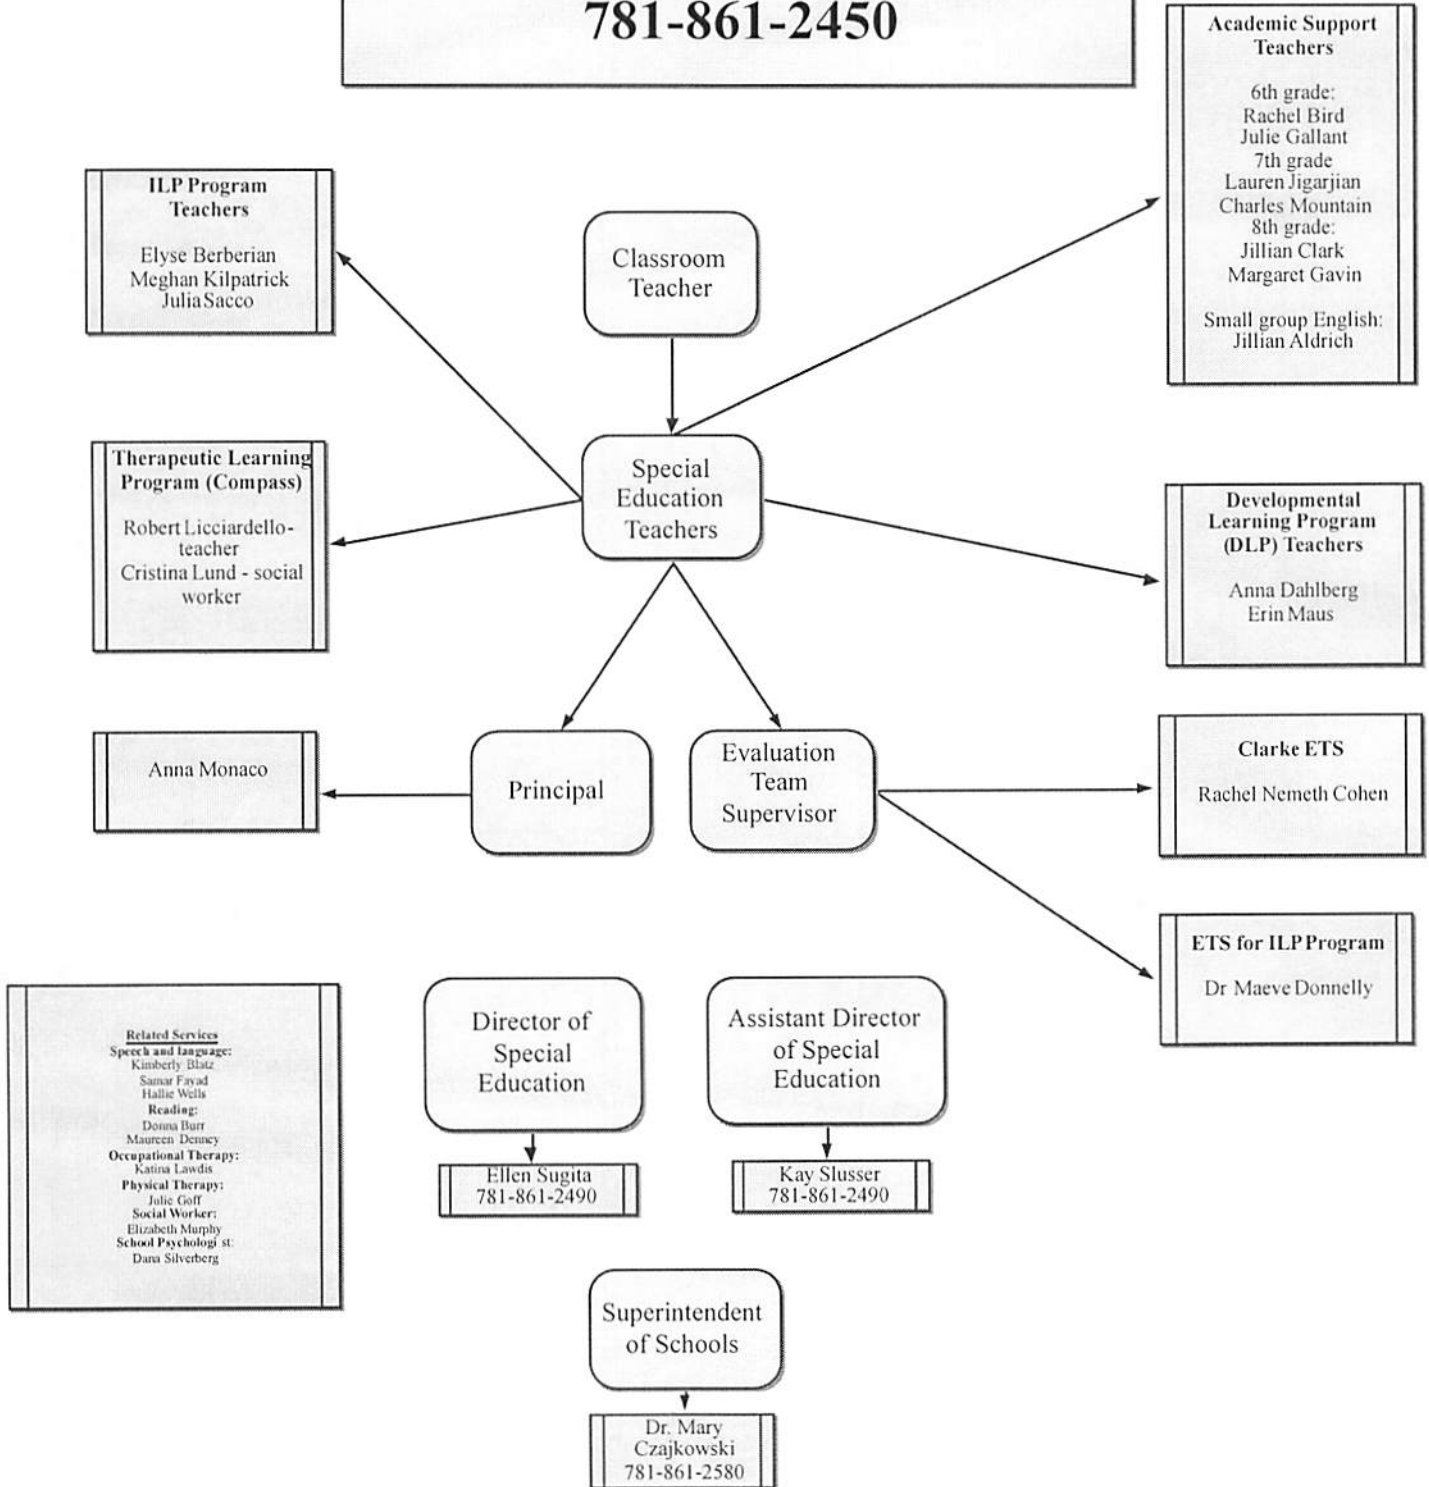 781-861-2450
Academic Support
Teachers
6th grade:
Rachel Bird
Julie Gallant
7th grade
Lauren Jigarjian
Charles Mountain
8th grade:
Jillian Clark
Margaret Gavin
Small group English:
Jillian Aldrich
ILP Program
Teachers
Elyse Berberian
Meghan Kilpatrick
Julia Sacco
Classroom
Teacher
Therapeutic Learning
Program (Compass)
Robert Licciardello-
teacher
Cristina Lund - social
worker
Special
Education
Teachers
Developmental
Learning Program
(DLP) Teachers
Anna Dahlberg
Erin Maus
Anna Monaco
Principal
Evaluation
Team
Supervisor
Clarke ETS
Rachel Nemeth Cohen
ETS for ILP Program
Dr Maeve Donnelly
Related Services
Speech and language:
Kimberly Blatz
Samar Fayad
Hallie Wells
Reading:
Donna Burr
Maureen Denney
Occupational Therapy:
Katina Lawdis
Physical Therapy:
Julie Goff
Social Worker:
Elizabeth Murphy
School Psychologi st:
Dana Silverberg
Director of
Special
Education
Ellen Sugita
781-861-2490
Assistant Director
of Special
Education
Kay Slusser
781-861-2490
Superintendent
of Schools
Dr. Mary
Czajkowski
781-861-2580